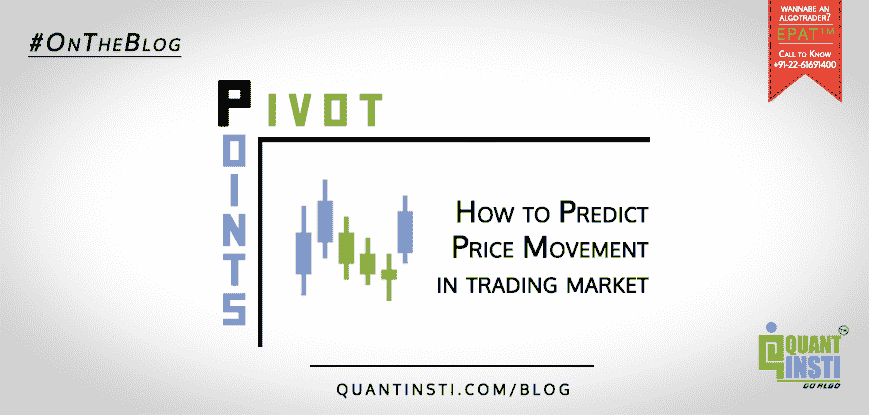 #OnTheBlog
WANNABE AN
ALGOTRADER?
EPAT™
CALL TO KNOW
+91-22-61691400
PIVOT
POINTS
HOW TO PREDICT
PRICE MOVEMENT
IN TRADING MARKET
QUANTINSTI.COM/BLOG
QUANT
INSTI
GO ALGO
TM